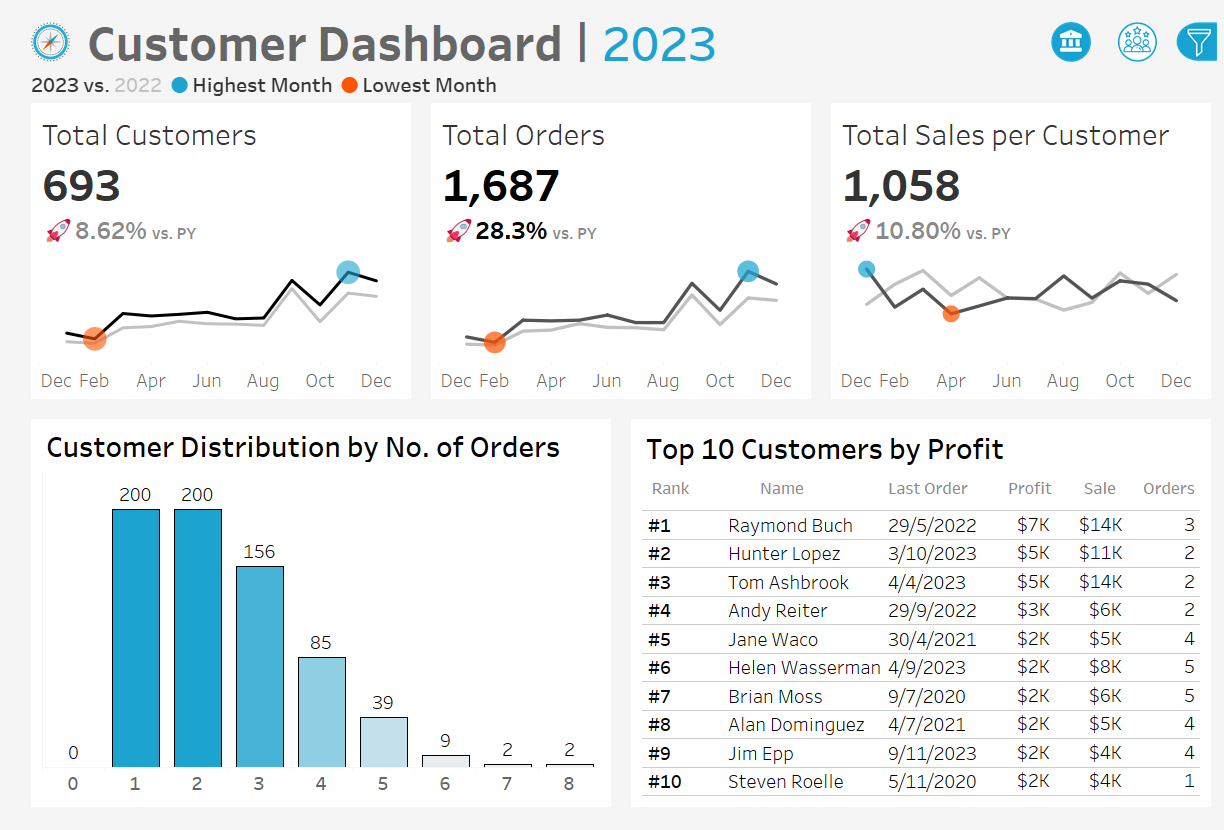 Customer Dashboard | 2023
2023 vs. 2022 Highest Month Lowest Month
Total Customers
693
8.62% vs. PY
Dec Feb Apr Jun Aug Oct Dec
Total Orders
1,687
28.3% vs. PY
Dec Feb Apr Jun Aug Oct Dec
Total Sales per Customer
1,058
10.80% vs. PY
Dec Feb Apr Jun Aug Oct Dec
Customer Distribution by No. of Orders
0 200 200 156 85 39 9 2 2
0 1 2 3 4 5 6 7 8
Top 10 Customers by Profit
Rank Name Last Order Profit Sale Orders
#1 Raymond Buch 29/5/2022 $7K $14K 3
#2 Hunter Lopez 3/10/2023 $5K $11K 2
#3 Tom Ashbrook 4/4/2023 $5K $14K 2
#4 Andy Reiter 29/9/2022 $3K $6K 2
#5 Jane Waco 30/4/2021 $2K $5K 4
#6 Helen Wasserman 4/9/2023 $2K $8K 5
#7 Brian Moss 9/7/2020 $2K $6K 5
#8 Alan Dominguez 4/7/2021 $2K $5K 4
#9 Jim Epp 9/11/2023 $2K $4K 4
#10 Steven Roelle 5/11/2020 $2K $4K 1